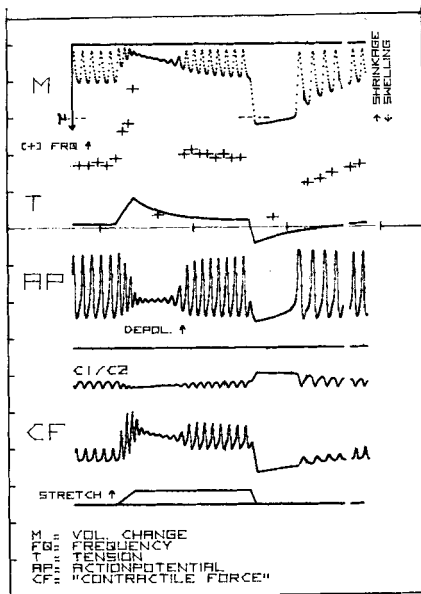 M
↑ SHRINKAGE
↓ SWELLING
μ
[+] FRQ ↑
T
AP
DEPOL. ↑
C1/C2
CF
STRETCH ↑
M = VOL. CHANGE
FQ= FREQUENCY
T = TENSION
AP= ACTIONPOTENTIAL
CF= "CONTRACTILE FORCE"